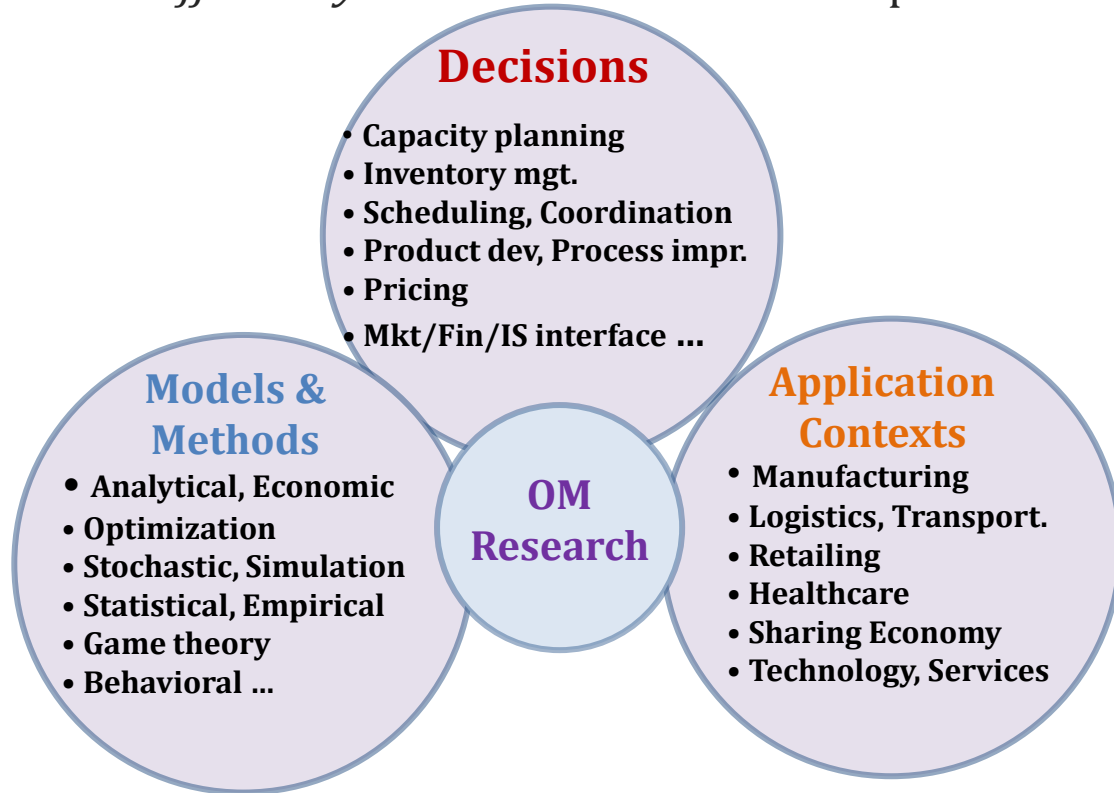 Decisions
• Capacity planning
• Inventory mgt.
• Scheduling, Coordination
• Product dev, Process impr.
• Pricing
• Mkt/Fin/IS interface ...
Models &
Methods
• Analytical, Economic
• Optimization
• Stochastic, Simulation
• Statistical, Empirical
• Game theory
• Behavioral ...
OM
Research
Application
Contexts
• Manufacturing
• Logistics, Transport.
• Retailing
• Healthcare
• Sharing Economy
• Technology, Services